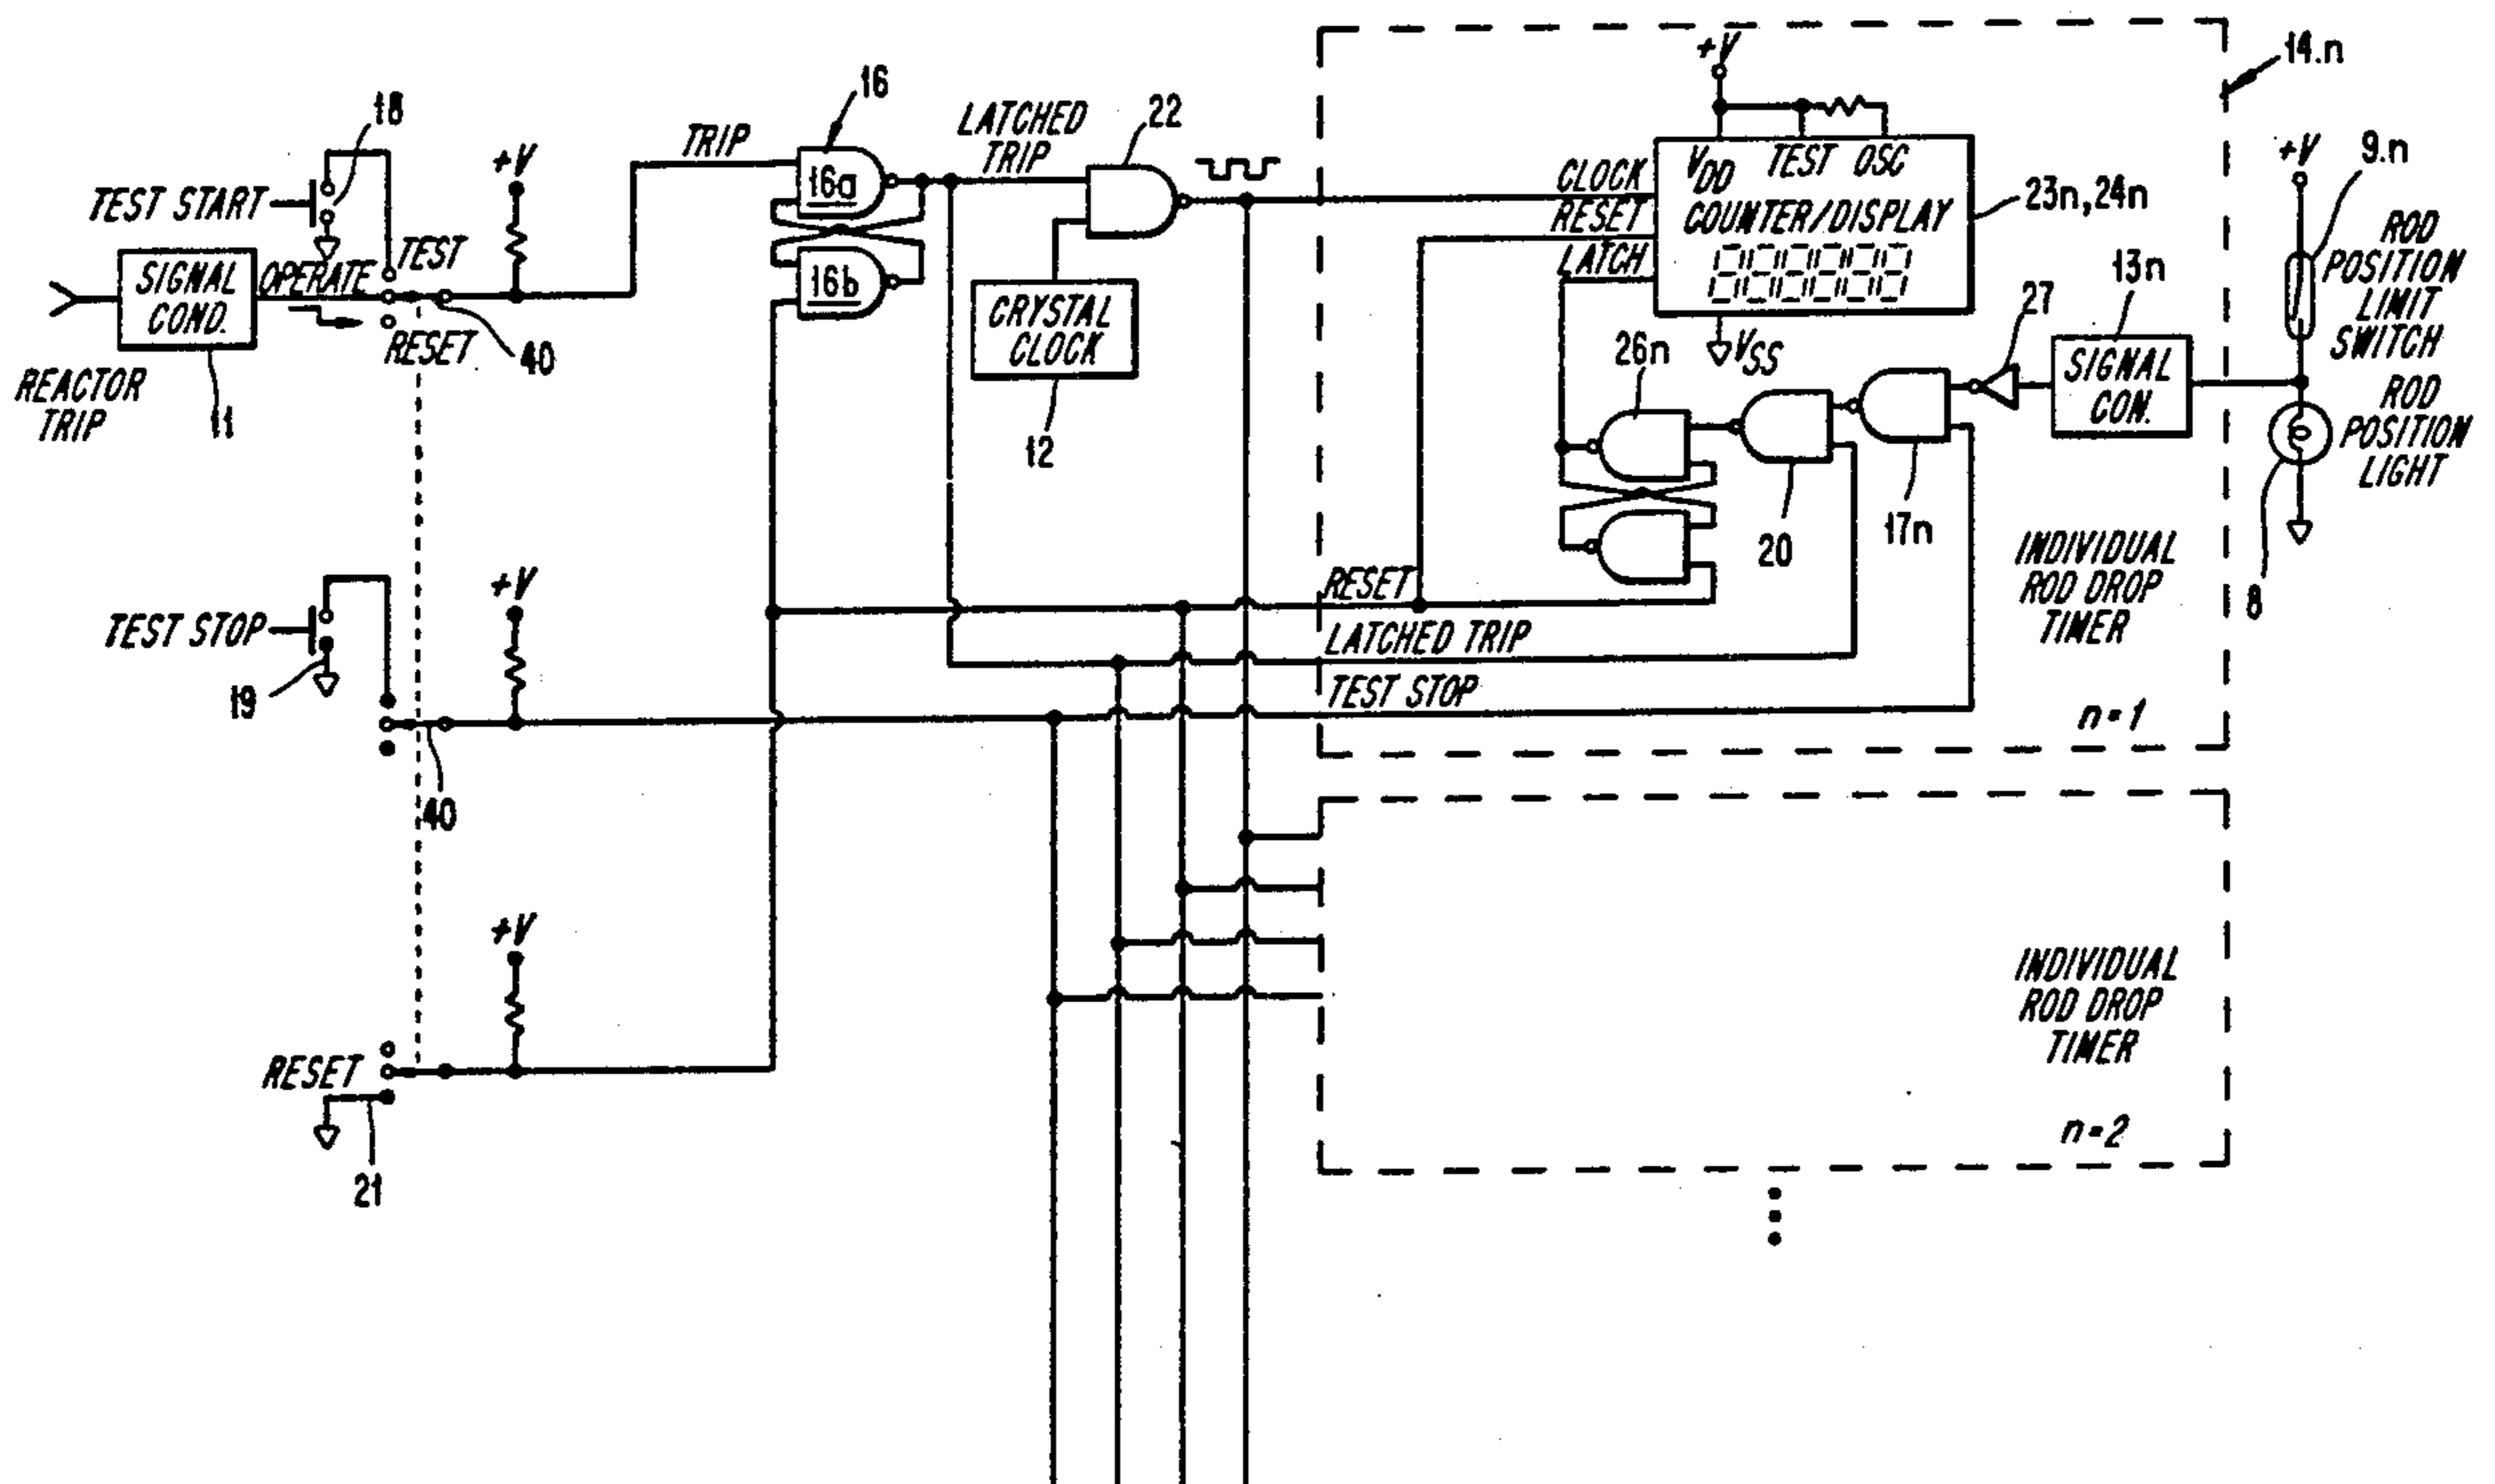 +V
14.n
16
22
18
LATCHED
TRIP
TRIP
+V
+V
9.n
TEST START
16a
CLOCK
VDD TEST OSC
23n, 24n
RESET
COUNTER/DISPLAY
ROD
POSITION
LIMIT
SWITCH
TEST
LATCH
SIGNAL
COND.
OPERATE
16b
13n
27
CRYSTAL
CLOCK
RESET
40
26n
VSS
SIGNAL
CON.
ROD
POSITION
LIGHT
REACTOR
TRIP
11
12
17n
20
INDIVIDUAL
ROD DROP
TIMER
8
+V
RESET
TEST STOP
LATCHED TRIP
19
TEST STOP
n=1
40
+V
INDIVIDUAL
ROD DROP
TIMER
RESET
n=2
21